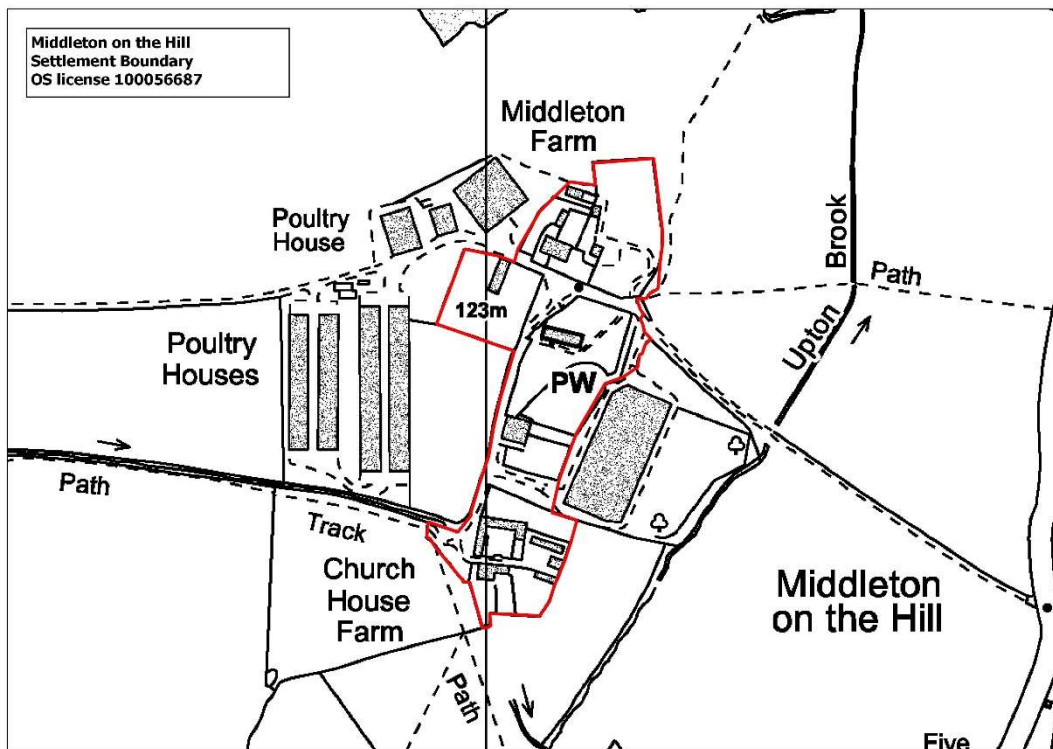 Middleton on the Hill
Settlement Boundary
OS license 100056687
Middleton
Farm
Poultry
House
Brook
Path
123m
Upton
Poultry
Houses
PW
Path
Track
Church
House
Farm
Middleton
on the Hill
Path
Five